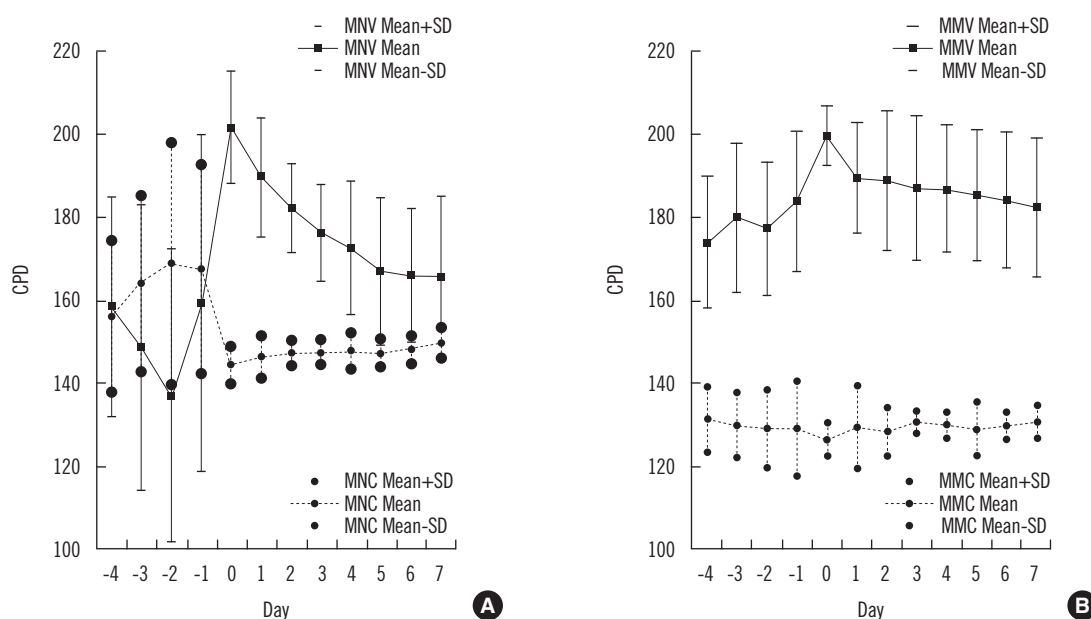 MNV Mean+SD
MNV Mean
MNV Mean-SD
220
200
180
160
140
120
100
CPD
MNC Mean+SD
MNC Mean
MNC Mean-SD
-4 -3 -2 -1 0 1 2 3 4 5 6 7
Day
A
MMV Mean+SD
MMV Mean
MMV Mean-SD
220
200
180
160
140
120
100
CPD
MMC Mean+SD
MMC Mean
MMC Mean-SD
-4 -3 -2 -1 0 1 2 3 4 5 6 7
Day
B